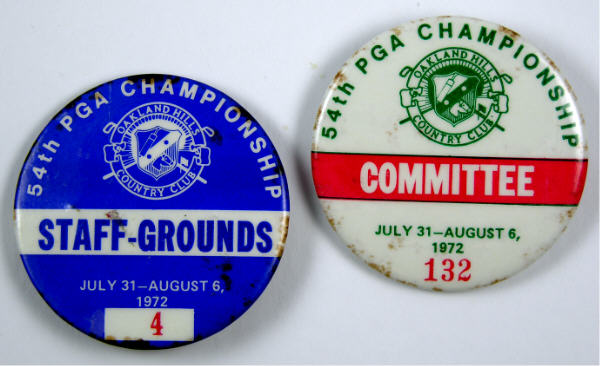 54th PGA CHAMPIONSHIP
OAKLAND HILLS
COUNTRY CLUB
STAFF-GROUNDS
JULY 31–AUGUST 6,
1972
4
54th PGA CHAMPIONSHIP
OAKLAND HILLS
COUNTRY CLUB
COMMITTEE
JULY 31–AUGUST 6,
1972
132